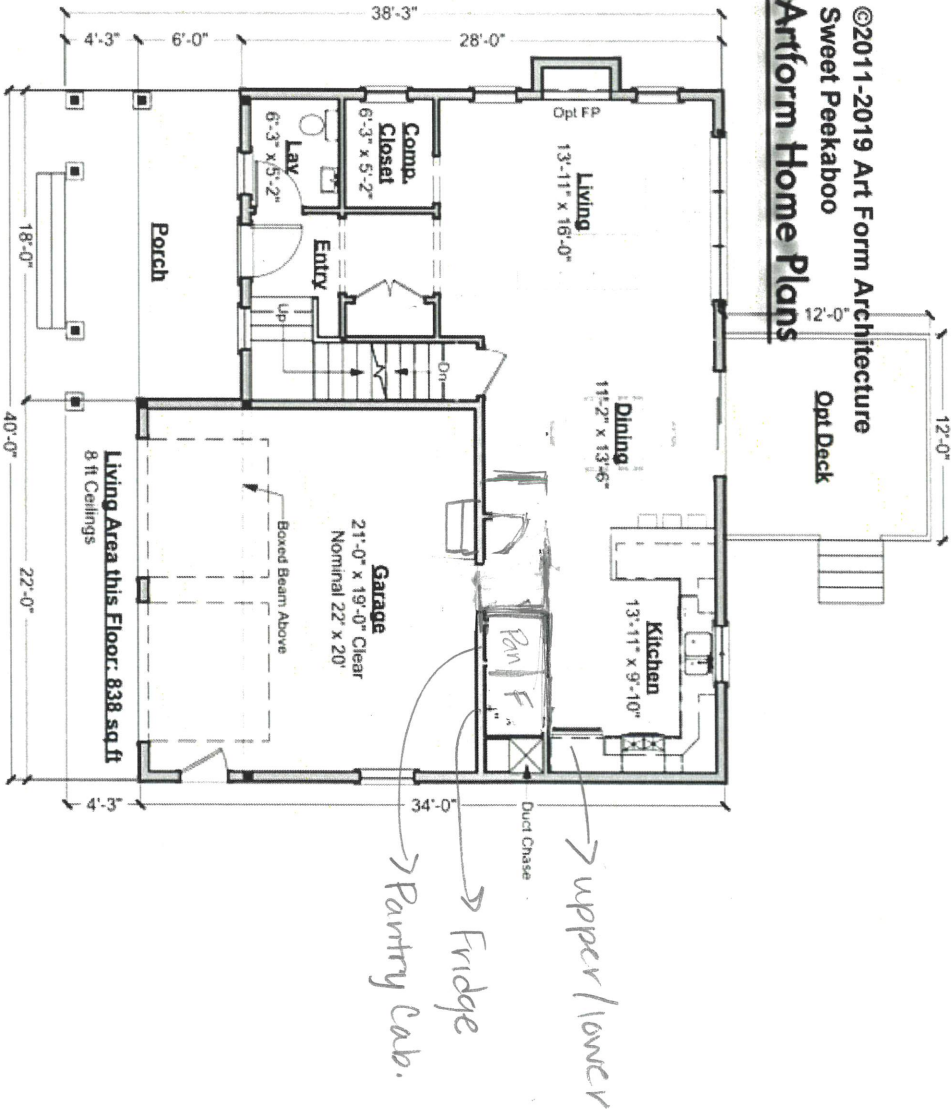 ©2011-2019 Art Form Architecture
Sweet Peekaboo
Artform Home Plans
12'-0"
12'-0"
Opt Deck
38'-3"
28'-0"
6'-0"
4'-3"
Opt FP
Living
13'-11" x 16'-0"
Dining
11'-2" x 13'-6"
Kitchen
13'-11" x 9'-10"
Comp.
Closet
6'-3" x 5'-2"
Lav
6'-3" x 5'-2"
Entry
Up
Dn
Pan
F
Duct Chase
Garage
21'-0" x 19'-0" Clear
Nominal 22' x 20'
Boxed Beam Above
Porch
34'-0"
4'-3"
18'-0"
22'-0"
40'-0"
Living Area this Floor: 838 sq ft
8 ft Ceilings
upper/lower
Fridge
Pantry Cab.